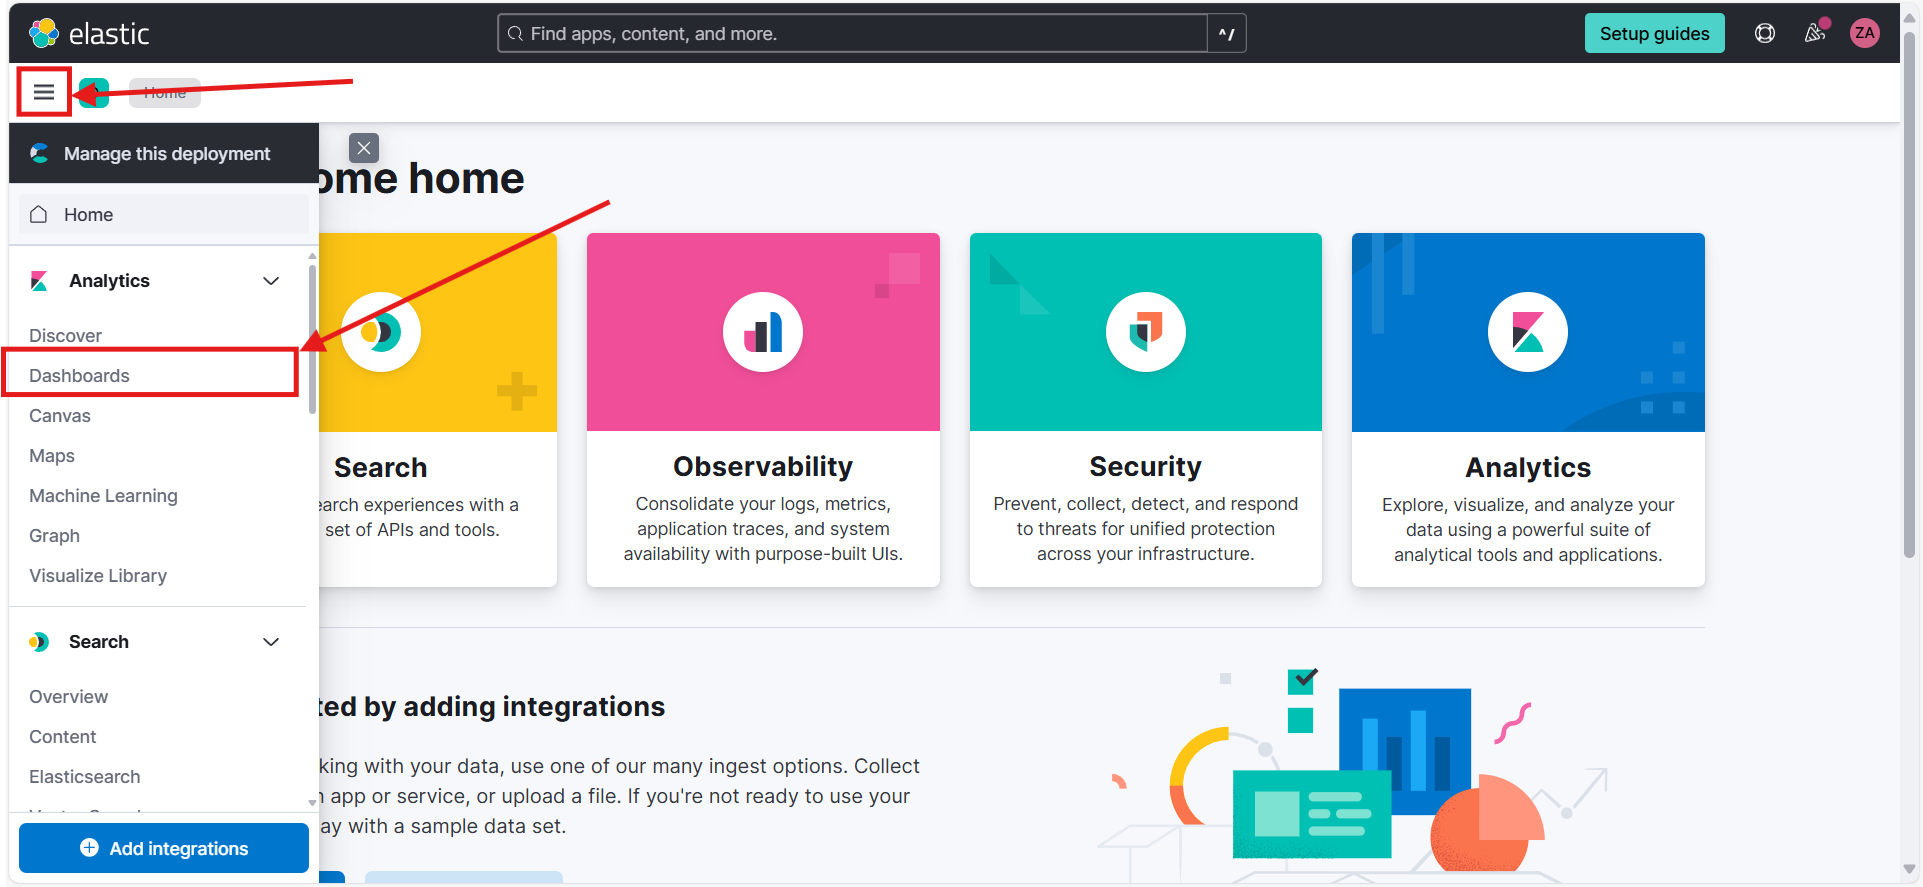 elastic
Find apps, content, and more.
^/
Setup guides
ZA
Home
Manage this deployment
ome home
Home
Analytics
Discover
Dashboards
Canvas
Maps
Machine Learning
Graph
Visualize Library
Search
Overview
Content
Elasticsearch
Add integrations
Search
earch experiences with a
set of APIs and tools.
Observability
Consolidate your logs, metrics,
application traces, and system
availability with purpose-built UIs.
Security
Prevent, collect, detect, and respond
to threats for unified protection
across your infrastructure.
Analytics
Explore, visualize, and analyze your
data using a powerful suite of
analytical tools and applications.
ted by adding integrations
king with your data, use one of our many ingest options. Collect
app or service, or upload a file. If you're not ready to use your
ay with a sample data set.